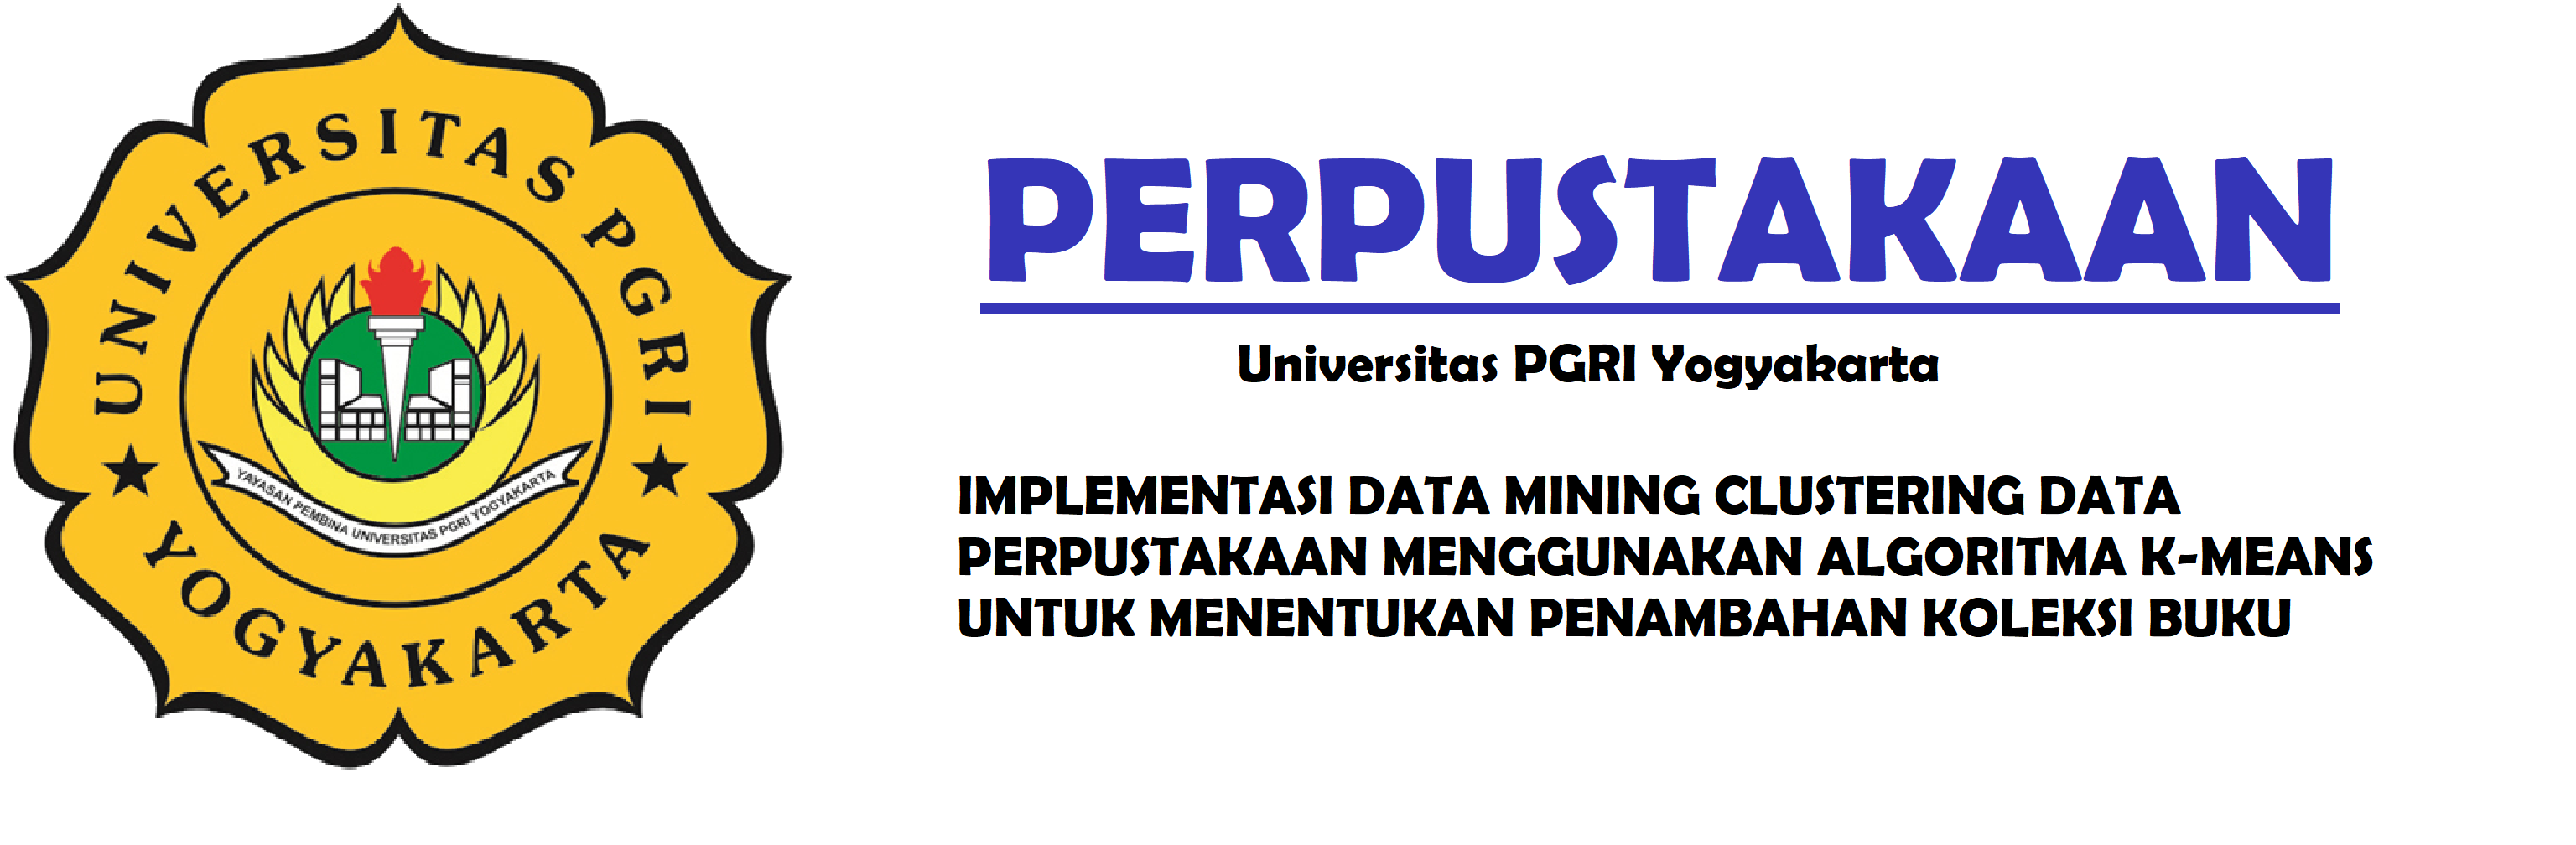 UNIVERSITAS PGRI
YOGYAKARTA
YAYASAN PEMBINA UNIVERSITAS PGRI YOGYAKARTA
PERPUSTAKAAN
Universitas PGRI Yogyakarta
IMPLEMENTASI DATA MINING CLUSTERING DATA
PERPUSTAKAAN MENGGUNAKAN ALGORITMA K-MEANS
UNTUK MENENTUKAN PENAMBAHAN KOLEKSI BUKU